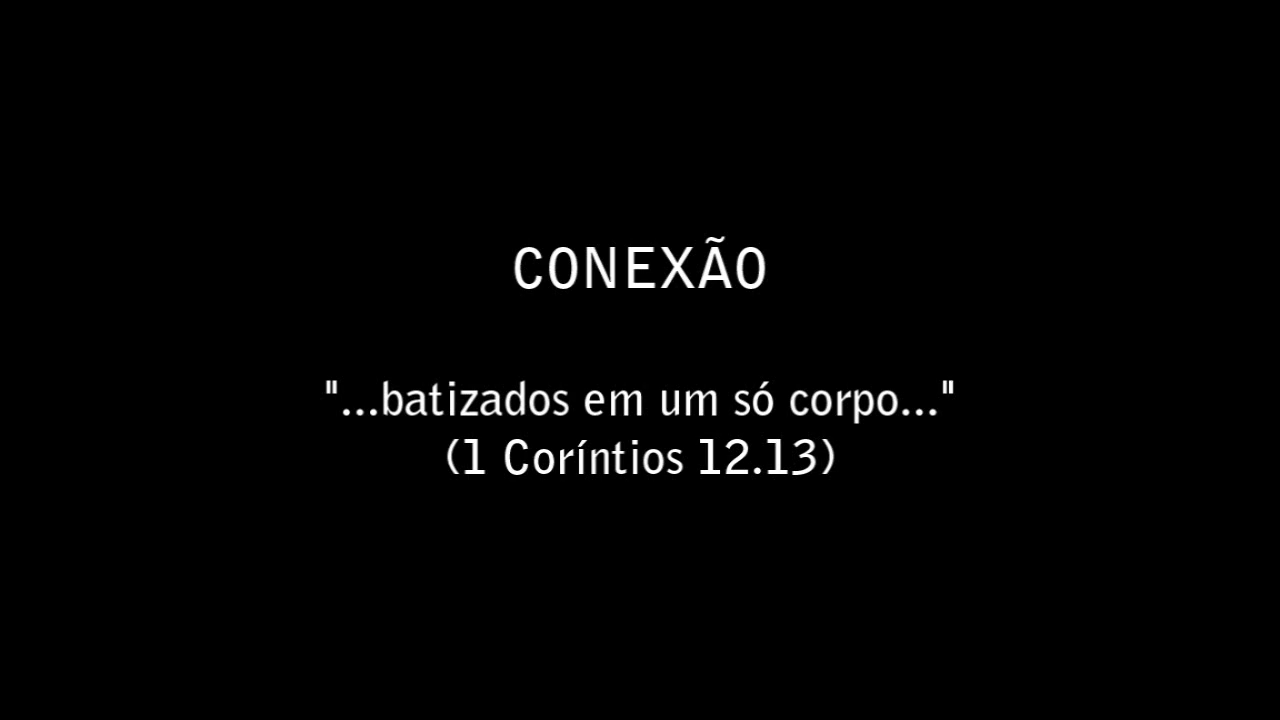 CONEXÃO
"...batizados em um só corpo..."
(1 Coríntios 12.13)